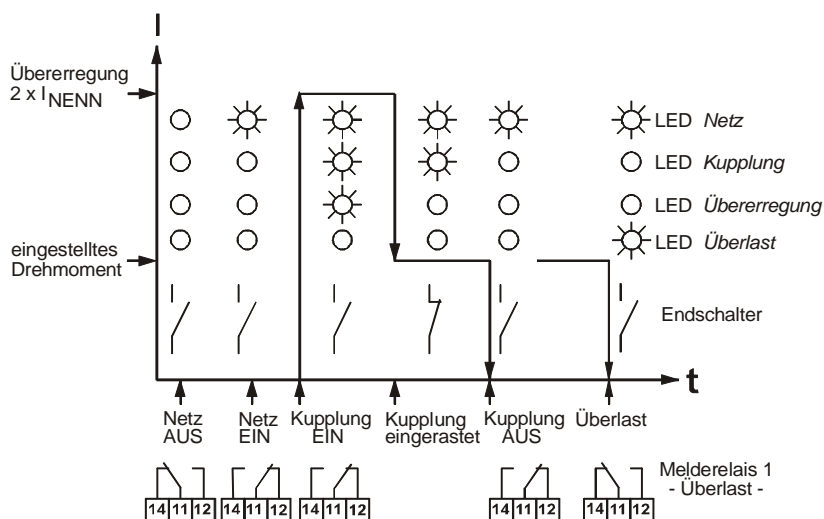 I
Übererregung
2 x I NENN
LED Netz
LED Kupplung
LED Übererregung
LED Überlast
eingestelltes
Drehmoment
Endschalter
t
Netz
AUS
Netz
EIN
Kupplung
EIN
Kupplung
eingerastet
Kupplung
AUS
Überlast
Melderelais 1
- Überlast -
14 11 12
14 11 12
14 11 12
14 11 12
14 11 12